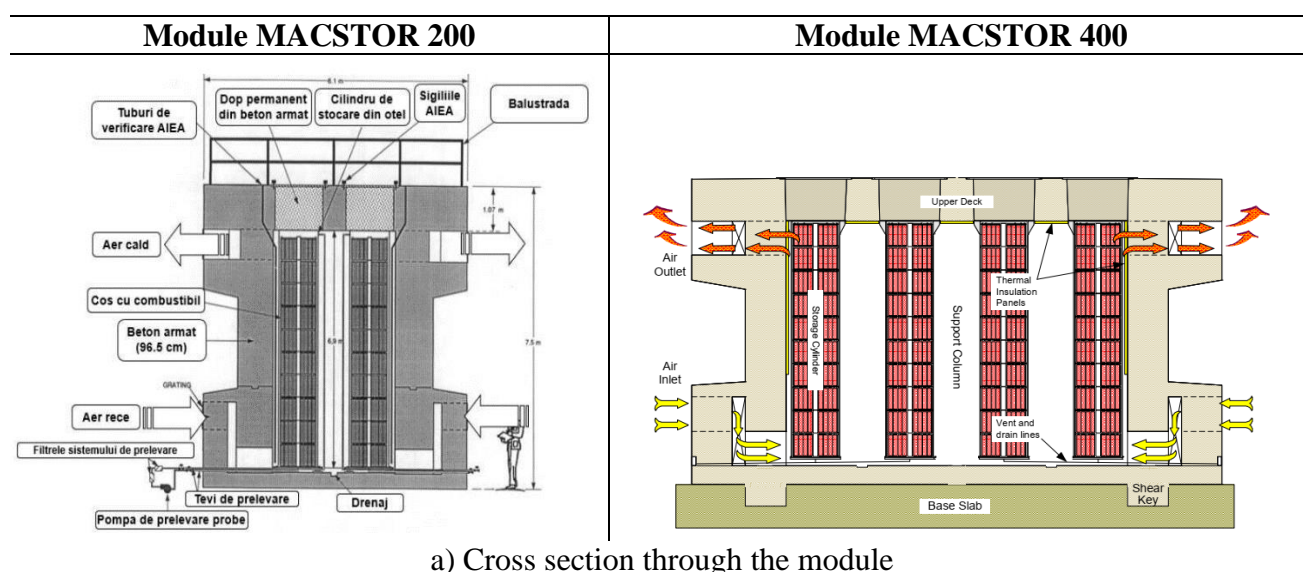 Module MACSTOR 200
Module MACSTOR 400
6.1 m
Tuburi de
verificare AIEA
Dop permanent
din beton armat
Cilindru de
stocare din otel
Sigiliile
AIEA
Balustrada
1.07 m
Aer cald
Cos cu combustibil
Beton armat
(96.5 cm)
6,9 m
7.5 m
GRATING
Aer rece
Filtrele sistemului de prelevare
Tevi de prelevare
Drenaj
Pompa de prelevare probe
Upper Deck
Air
Outlet
Thermal
Insulation
Panels
Storage Cylinder
Support Column
Air
Inlet
Vent and
drain lines
Shear
Key
Base Slab
a) Cross section through the module